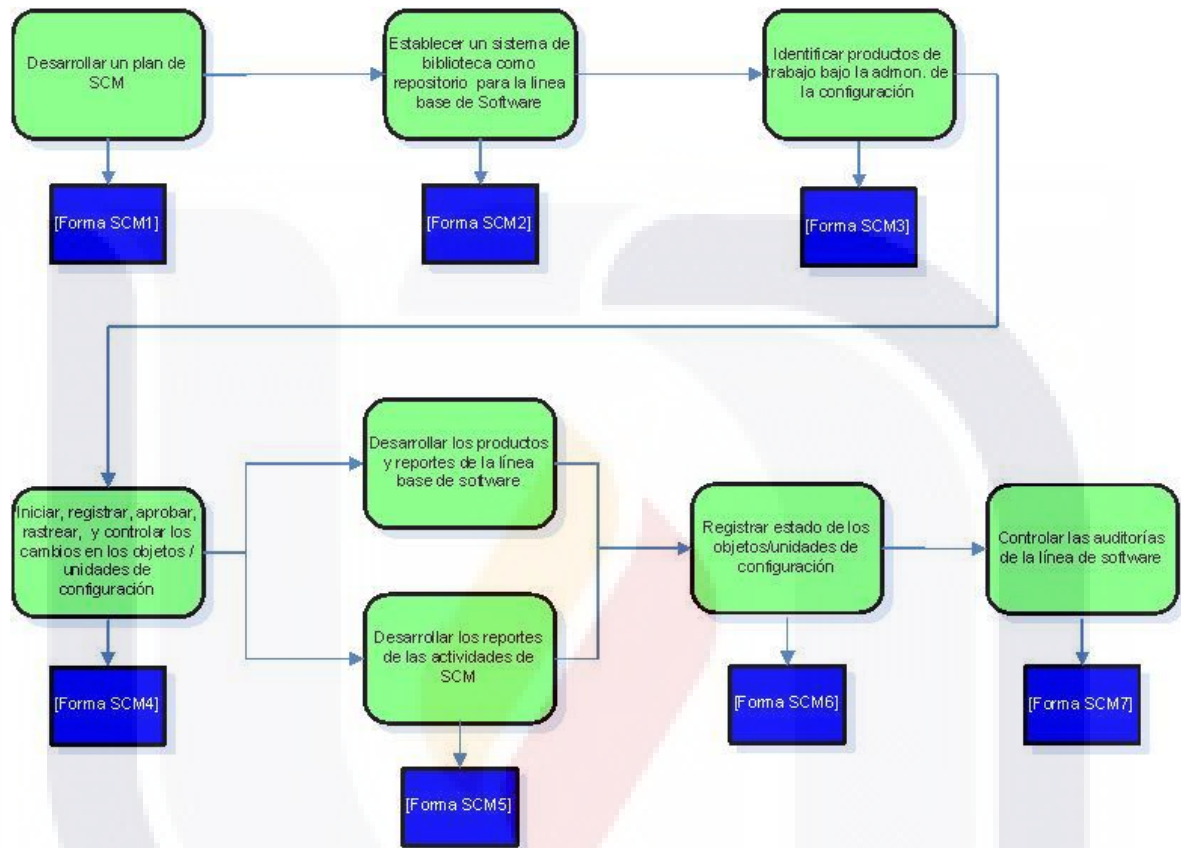 Desarrollar un plan de
SCM
Establecer un sistema de
biblioteca como
repositorio para la línea
base de Software
Identificar productos de
trabajo bajo la admon. de
la configuración
[Forma SCM1]
[Forma SCM2]
[Forma SCM3]
Iniciar, registrar, aprobar,
rastrear, y controlar los
cambios en los objetos /
unidades de
configuración
Desarrollar los productos
y reportes de la línea
base de software
Desarrollar los reportes
de las actividades de
SCM
Registrar estado de los
objetos/unidades de
configuración
Controlar las auditorías
de la línea de software
[Forma SCM4]
[Forma SCM5]
[Forma SCM6]
[Forma SCM7]